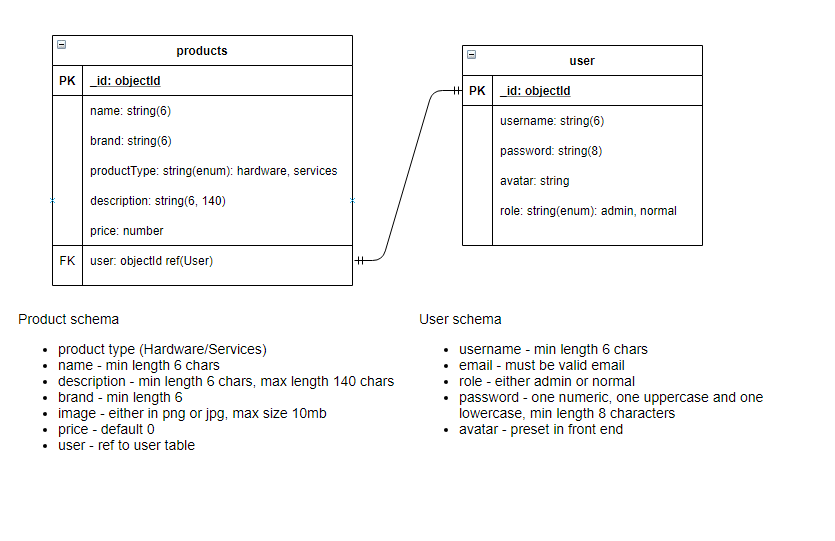 products
PK _id: objectId
name: string(6)
brand: string(6)
productType: string(enum): hardware, services
description: string(6, 140)
price: number
FK user: objectId ref(User)
user
PK _id: objectId
username: string(6)
password: string(8)
avatar: string
role: string(enum): admin, normal
Product schema
• product type (Hardware/Services)
• name - min length 6 chars
• description - min length 6 chars, max length 140 chars
• brand - min length 6
• image - either in png or jpg, max size 10mb
• price - default 0
• user - ref to user table
User schema
• username - min length 6 chars
• email - must be valid email
• role - either admin or normal
• password - one numeric, one uppercase and one
lowercase, min length 8 characters
• avatar - preset in front end